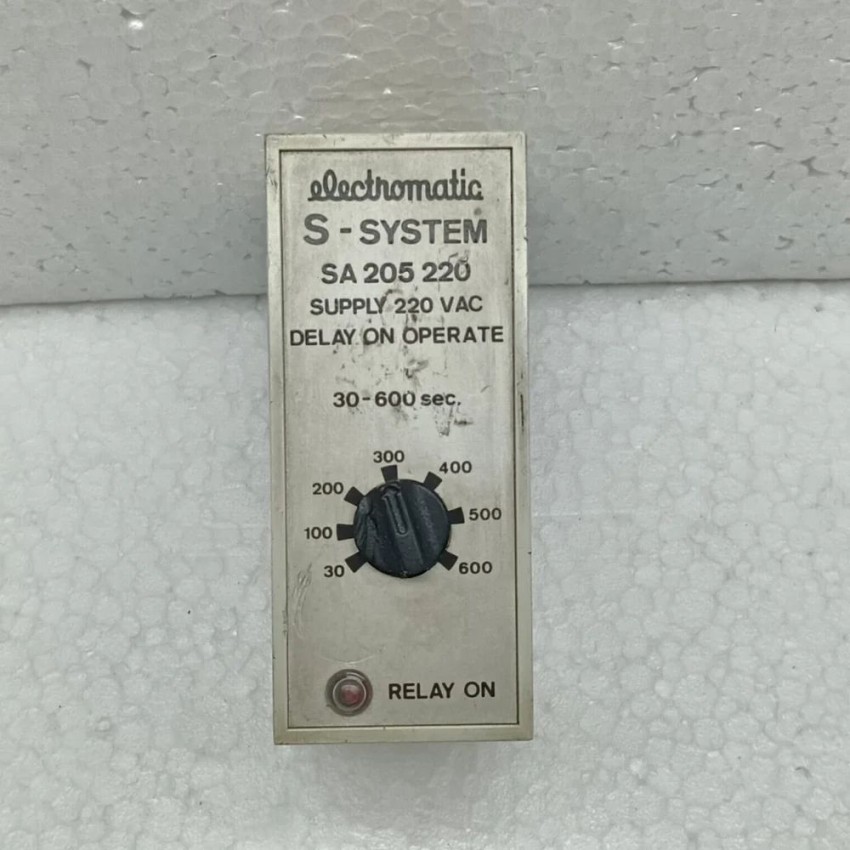 electromatic
S - SYSTEM
SA 205 220
SUPPLY 220 VAC
DELAY ON OPERATE
30 - 600 sec.
300
400
200
500
100
30
600
RELAY ON